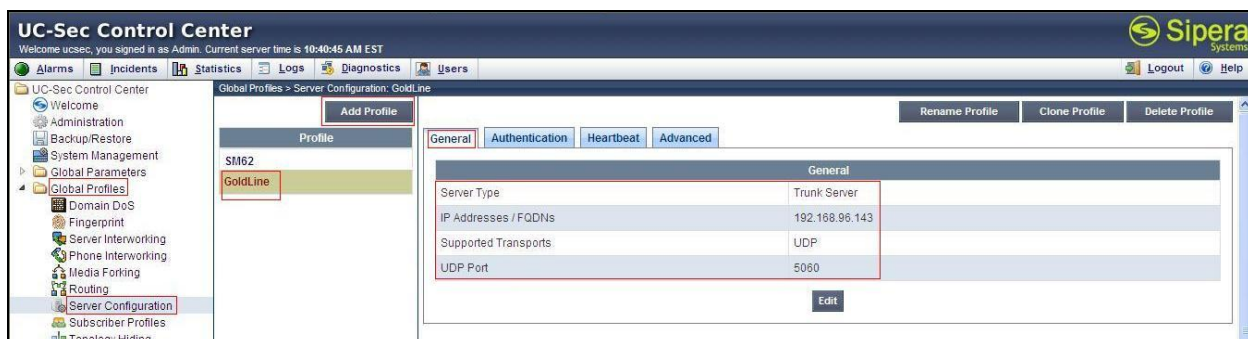 UC-Sec Control Center
Welcome ucsec, you signed in as Admin. Current server time is 10:40:45 AM EST
Sipera
Systems
Alarms Incidents Statistics Logs Diagnostics Users Logout Help
UC-Sec Control Center
Welcome
Administration
Backup/Restore
System Management
Global Parameters
Global Profiles
Domain DoS
Fingerprint
Server Interworking
Phone Interworking
Media Forking
Routing
Server Configuration
Subscriber Profiles
Topology Hiding
Global Profiles > Server Configuration: GoldLine
Add Profile
Profile
SM62
GoldLine
Rename Profile Clone Profile Delete Profile
General Authentication Heartbeat Advanced
General
Server Type Trunk Server
IP Addresses / FQDNs 192.168.96.143
Supported Transports UDP
UDP Port 5060
Edit